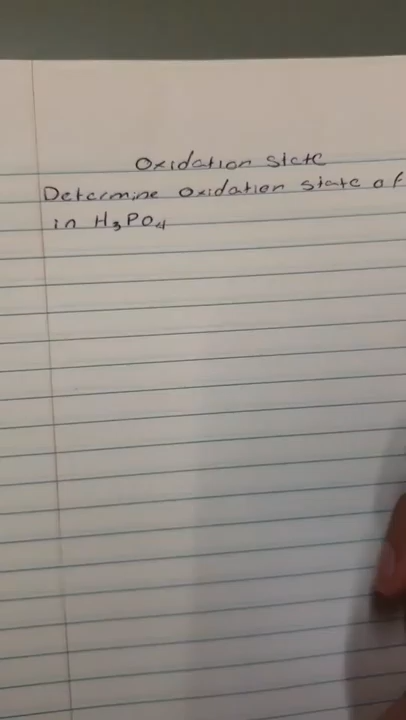 Oxidation state
Determine oxidation state of
in H₃PO₄